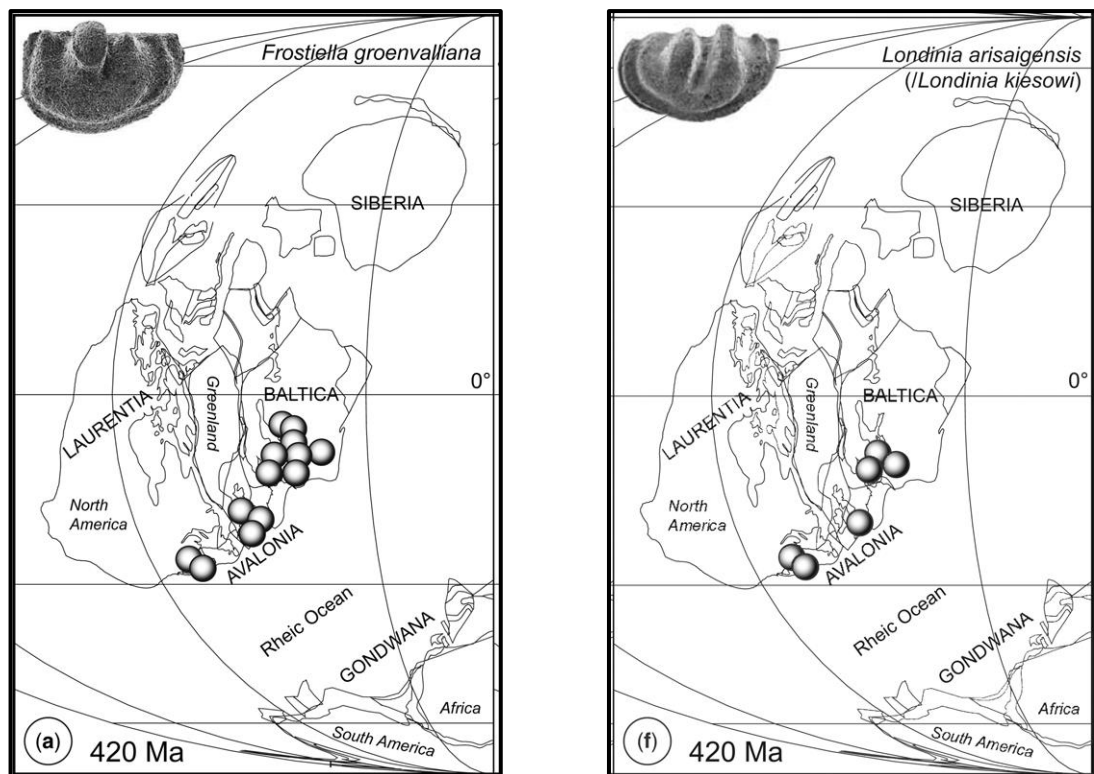 Frostiella groenvalliana
SIBERIA
0°
BALTICA
LAURENTIA
Greenland
North
America
AVALONIA
Rheic Ocean
GONDWANA
Africa
South America
(a) 420 Ma
Londinia arisaigensis
(/Londinia kiesowi)
SIBERIA
0°
BALTICA
LAURENTIA
Greenland
North
America
AVALONIA
Rheic Ocean
GONDWANA
Africa
South America
(f) 420 Ma